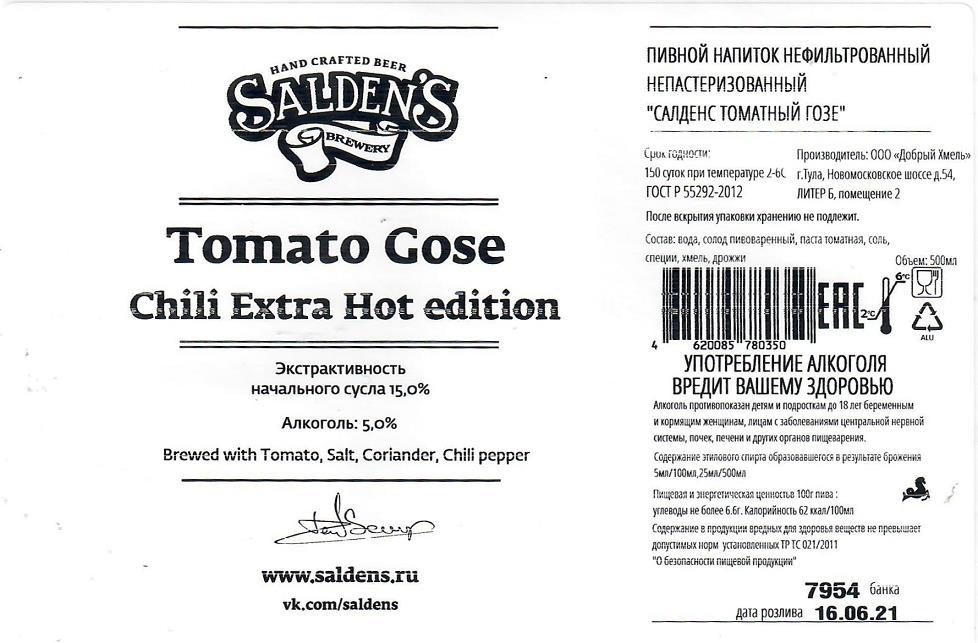 HAND CRAFTED BEER
SALDEN'S
BREWERY
Tomato Gose
Chili Extra Hot edition
Экстрактивность
начального сусла 15,0%
Алкоголь: 5,0%
Brewed with Tomato, Salt, Coriander, Chili pepper
www.saldens.ru
vk.com/saldens
ПИВНОЙ НАПИТОК НЕФИЛЬТРОВАННЫЙ
НЕПАСТЕРИЗОВАННЫЙ
"САЛДЕНС ТОМАТНЫЙ ГОЗЕ"
Срок годности:
150 суток при температуре 2-6C
ГОСТ Р 55292-2012
Производитель: ООО «Добрый Хмель»
г.Тула, Новомосковское шоссе д.54,
ЛИТЕР Б, помещение 2
После вскрытия упаковки хранению не подлежит.
Состав: вода, солод пивоваренный, паста томатная, соль,
специи, хмель, дрожжи
Объем: 500мл
4 620085 780350
EAC
6°C
2°C
ALU
УПОТРЕБЛЕНИЕ АЛКОГОЛЯ
ВРЕДИТ ВАШЕМУ ЗДОРОВЬЮ
Алкоголь противопоказан детям и подросткам до 18 лет беременным
и кормящим женщинам, лицам с заболеваниями центральной нервной
системы, почек, печени и других органов пищеварения.
Содержание этилового спирта образовавшегося в результате брожения
5мл/100мл,25мл/500мл
Пищевая и энергетическая ценностьв 100г пива :
углеводы не более 6.6г. Калорийность 62 ккал/100мл
Содержание в продукции вредных для здоровья веществ не превышает
допустимых норм установленных ТР ТС 021/2011
"О безопасности пищевой продукции"
7954 банка
дата розлива 16.06.21